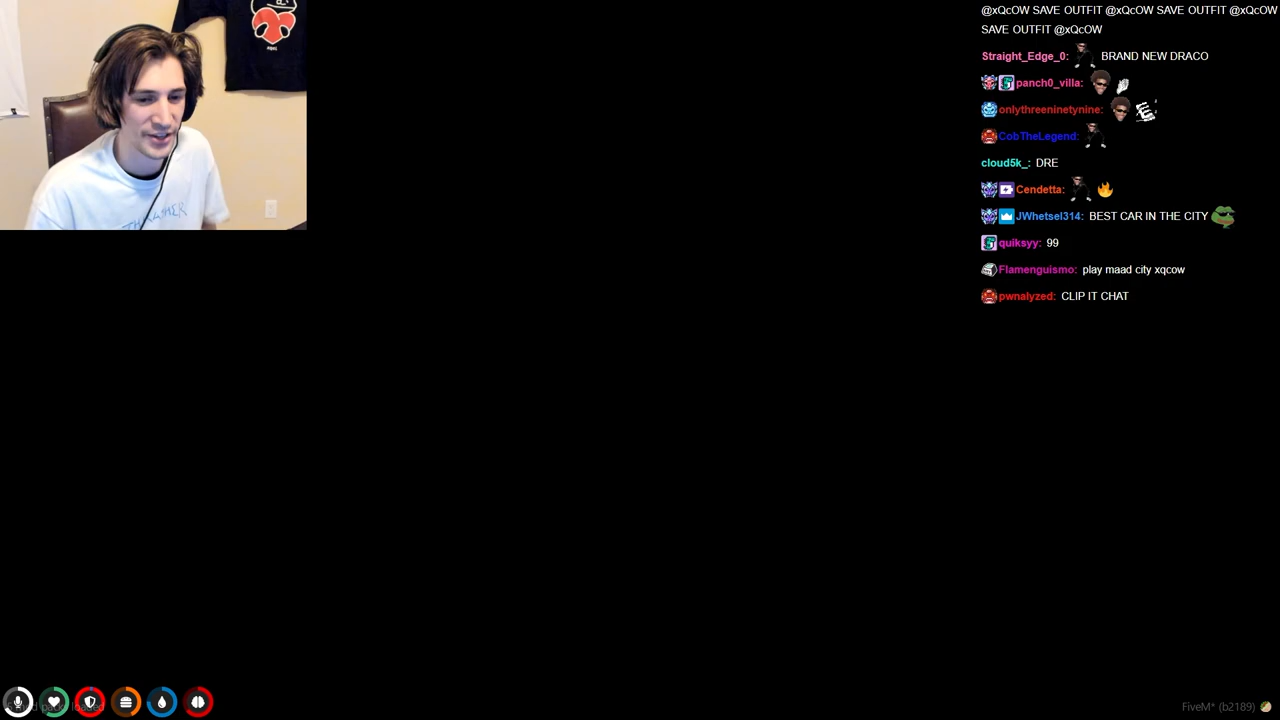 @xQcOW SAVE OUTFIT @xQcOW SAVE OUTFIT @xQcOW
SAVE OUTFIT @xQcOW
Straight_Edge_0: BRAND NEW DRACO
panch0_villa:
onlythreeninetynine:
CobTheLegend:
cloud5k_: DRE
Cendetta:
JWhetsel314: BEST CAR IN THE CITY
quiksyy: 99
Flamenguismo: play maad city xqcow
pwnalyzed: CLIP IT CHAT
THRASHER
loaded
FiveM* (b2189)